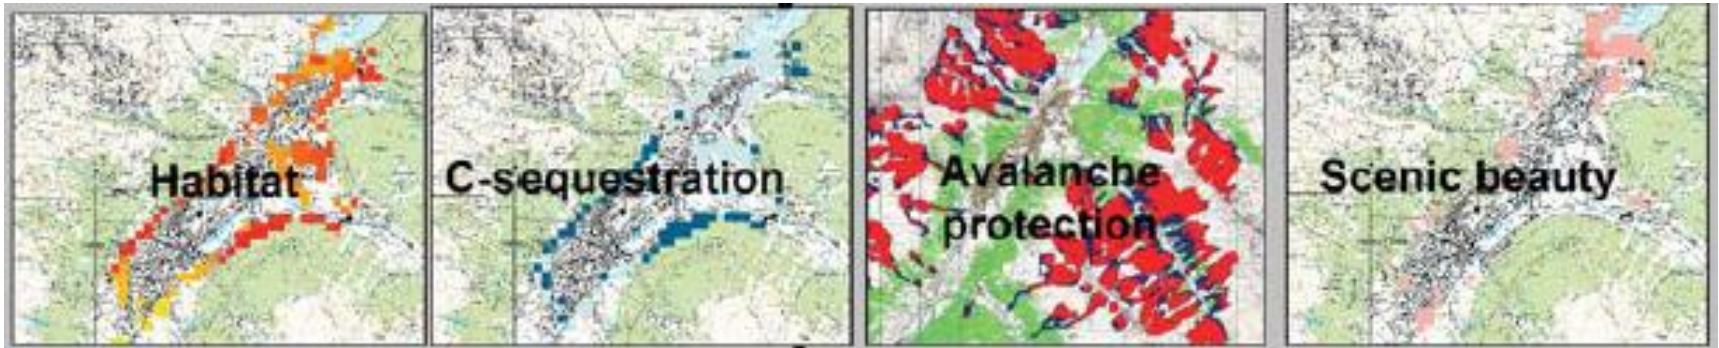 Habitat
C-sequestration
Avalanche
protection
Scenic beauty